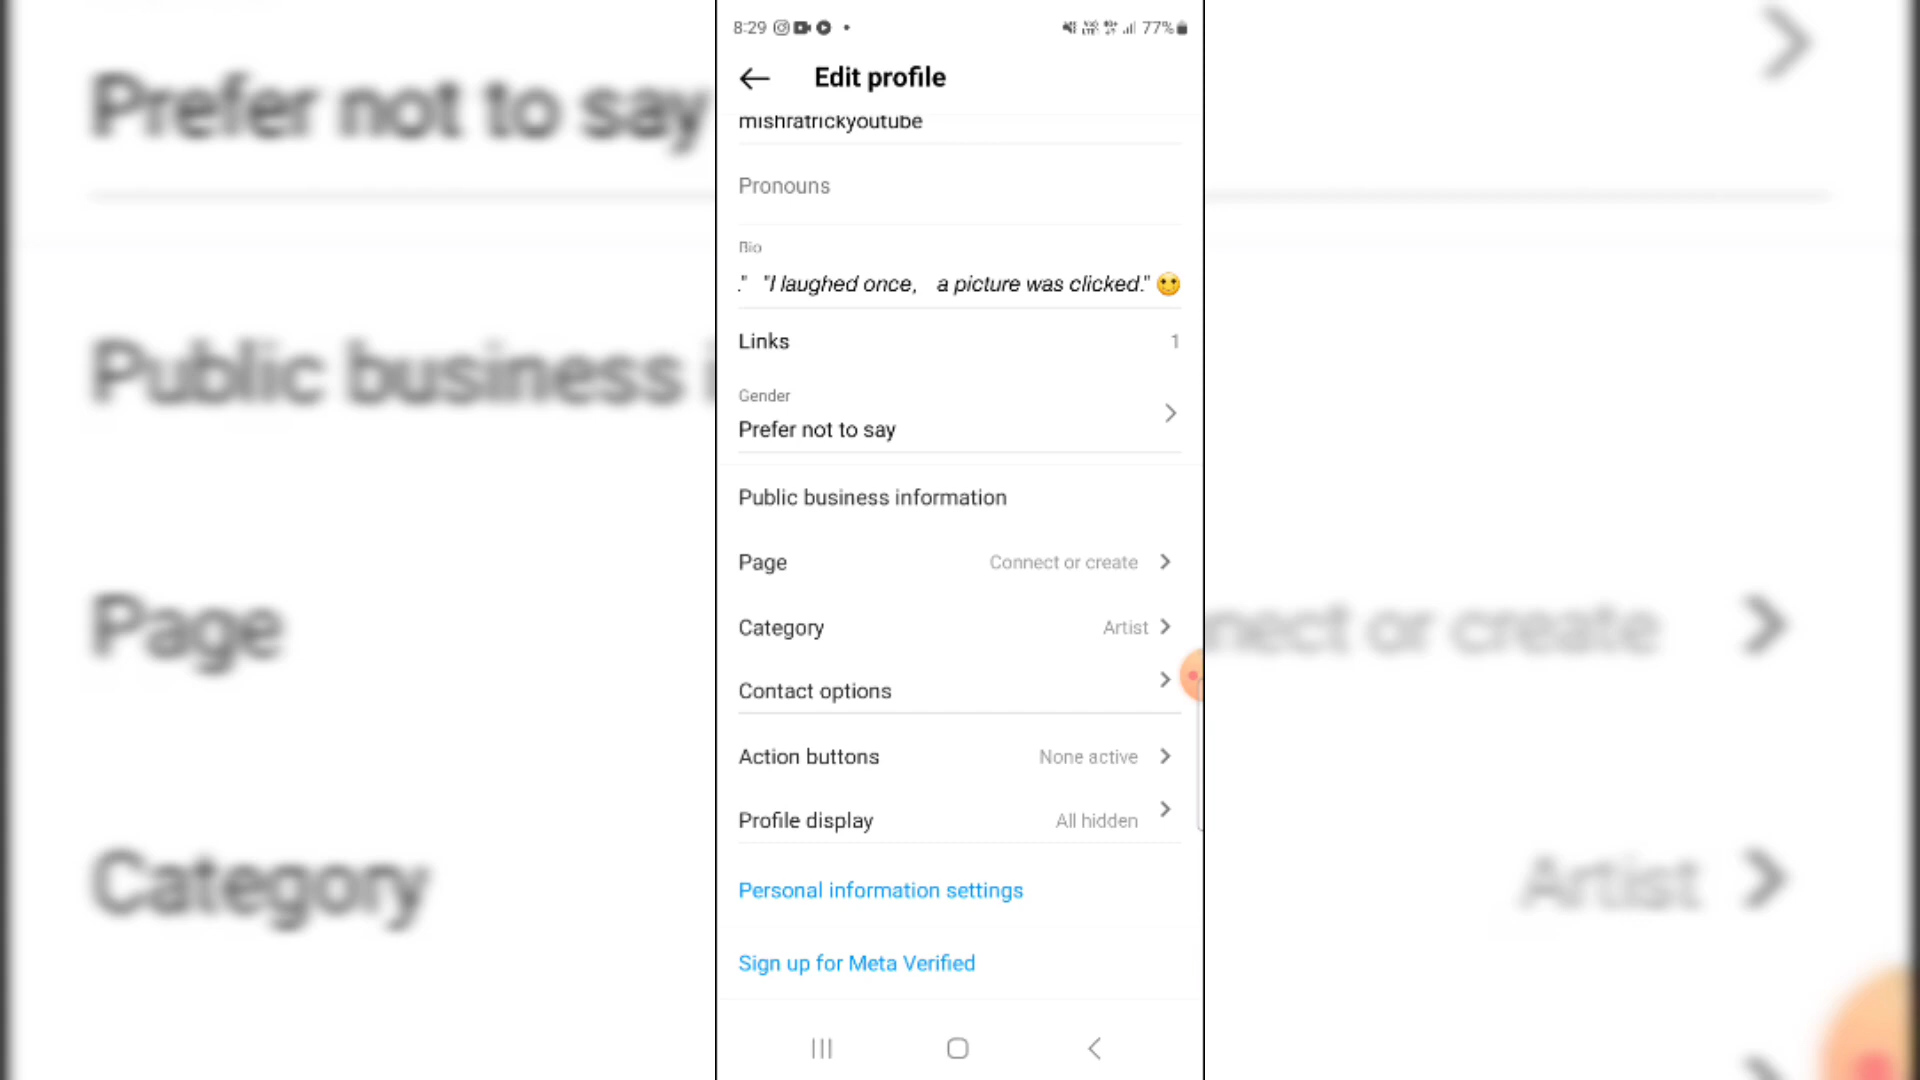 8:29 77%
Edit profile
mishratrickyoutube
Pronouns
Bio
." "I laughed once, a picture was clicked." 🙂
Links 1
Gender
Prefer not to say
Public business information
Page Connect or create
Category Artist
Contact options
Action buttons None active
Profile display All hidden
Personal information settings
Sign up for Meta Verified
Prefer not to say
Public business
Page nect or create
Category Artist